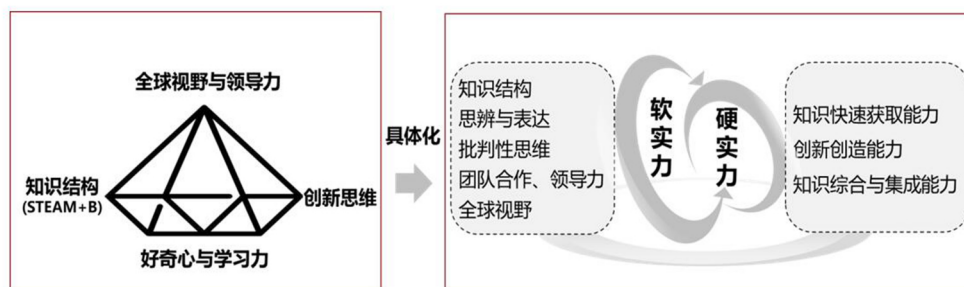 全球视野与领导力
知识结构
(STEAM+B)
创新思维
好奇心与学习力
具体化
知识结构
思辨与表达
批判性思维
团队合作、领导力
全球视野
软实力
硬实力
知识快速获取能力
创新创造能力
知识综合与集成能力